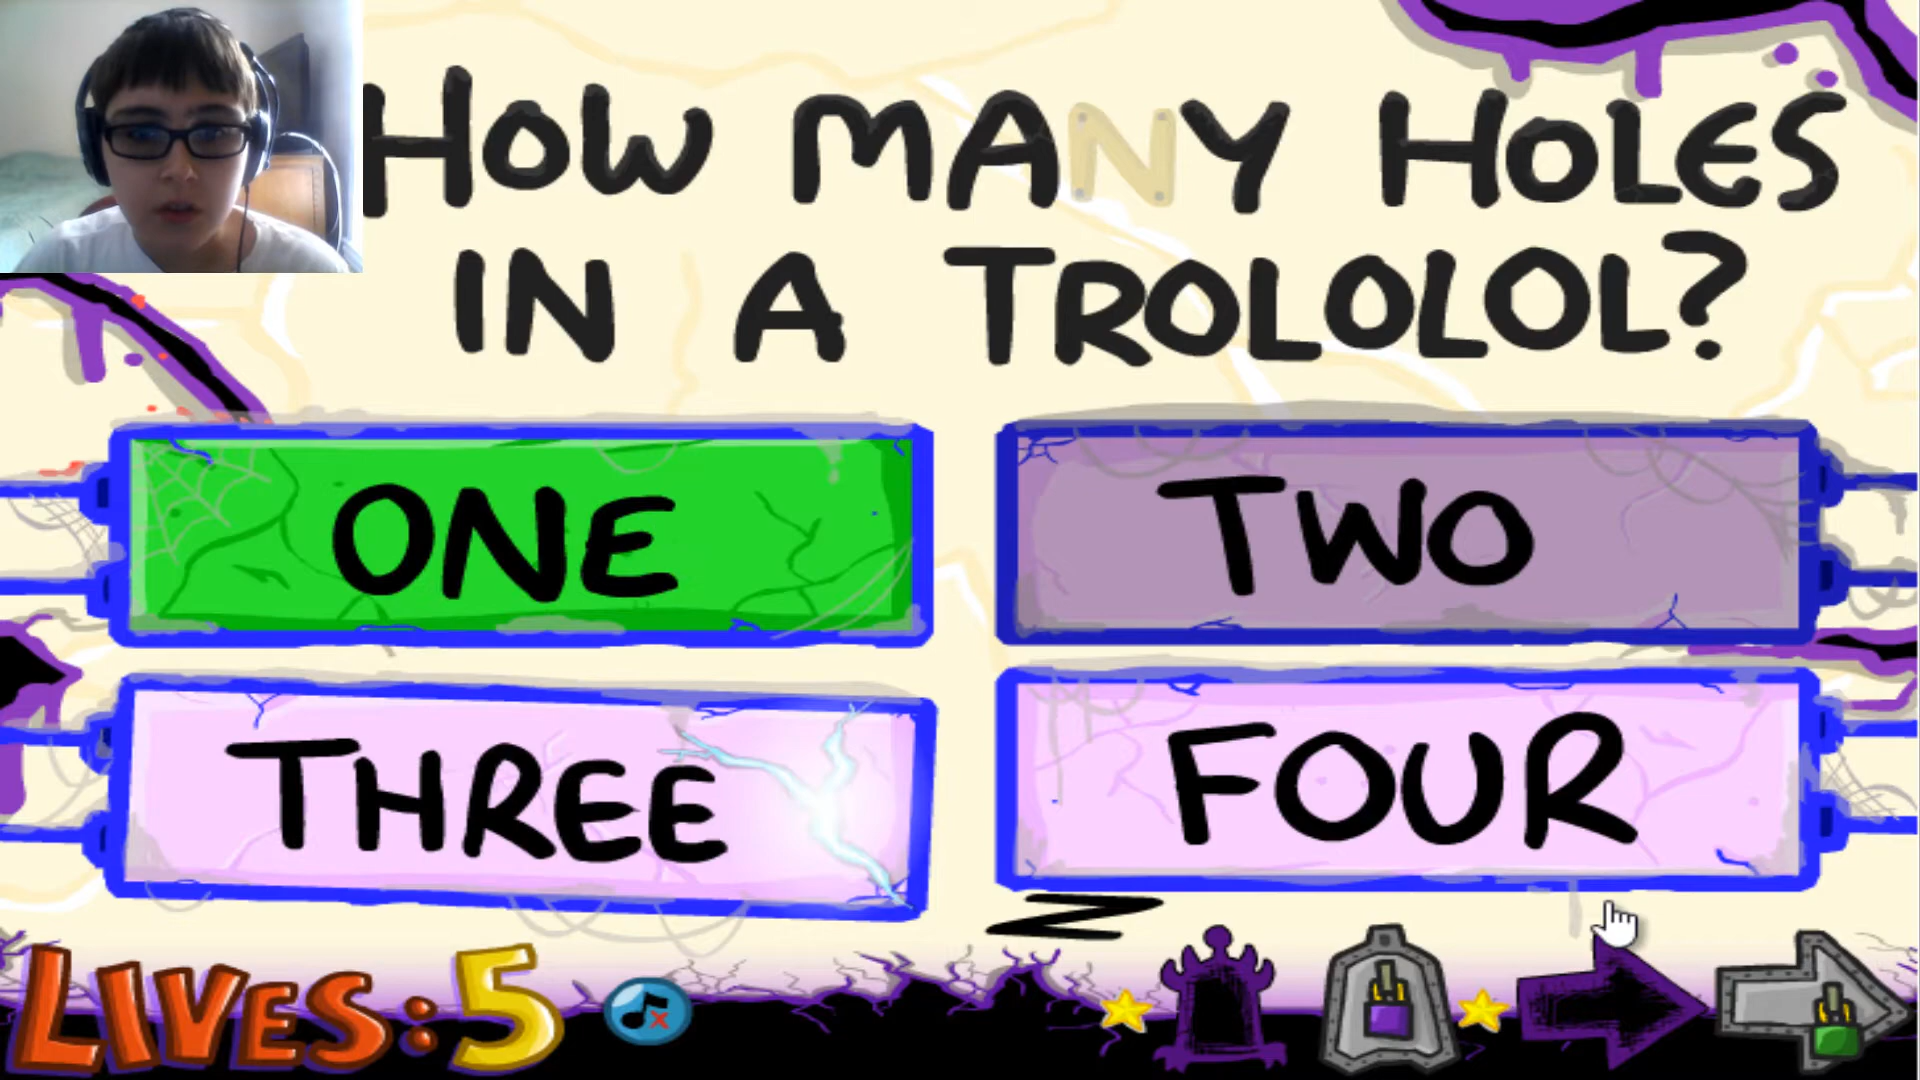 HOW MANY HOLES
IN A TROLOLOL?
ONE
TWO
THREE
FOUR
Z
LIVES: 5